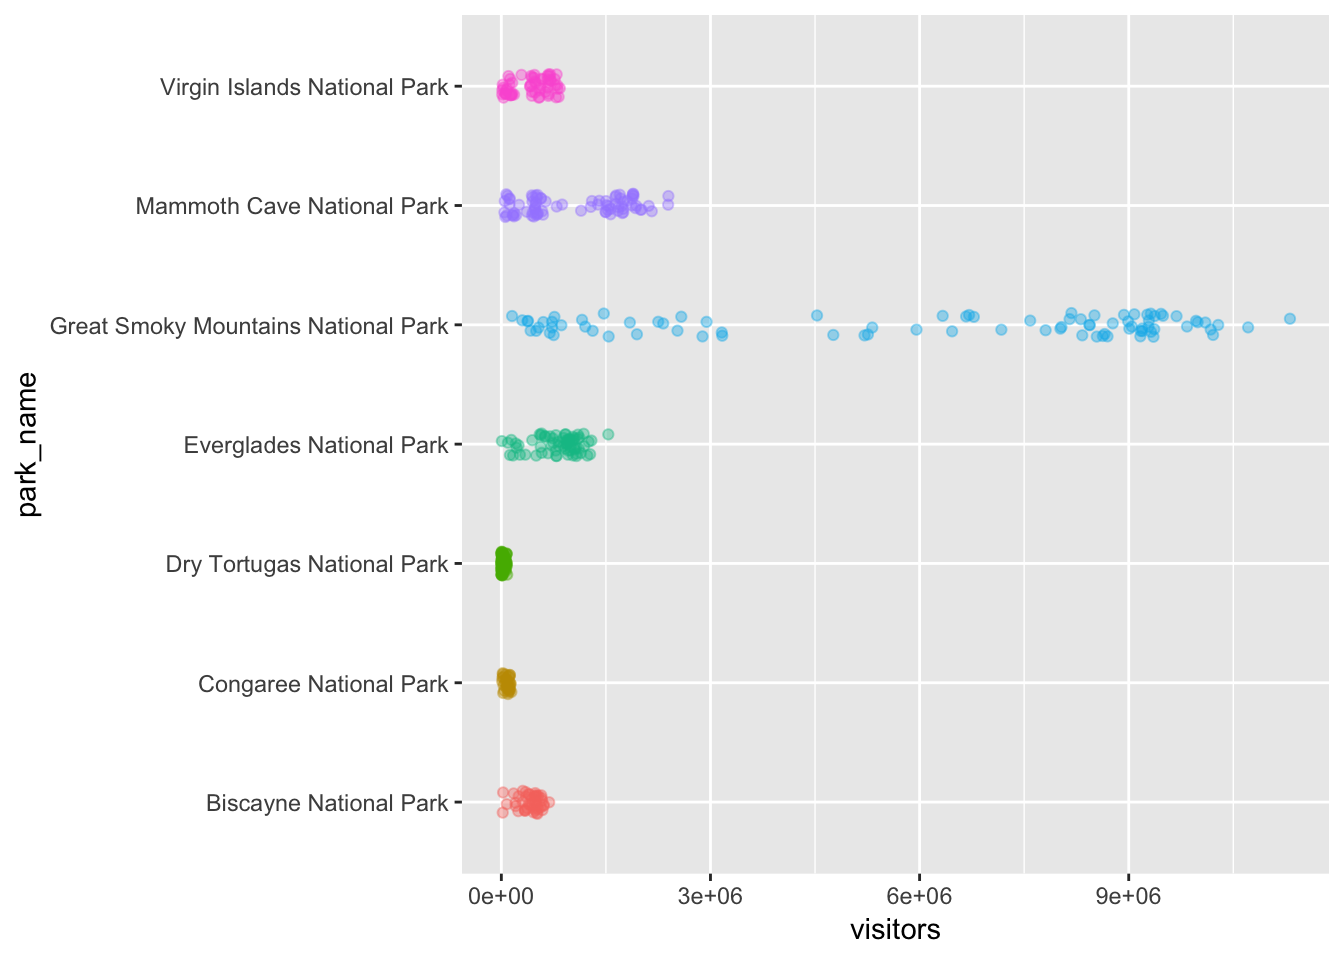 Virgin Islands National Park
Mammoth Cave National Park
Great Smoky Mountains National Park
Everglades National Park
Dry Tortugas National Park
Congaree National Park
Biscayne National Park
park_name
0e+00 3e+06 6e+06 9e+06
visitors